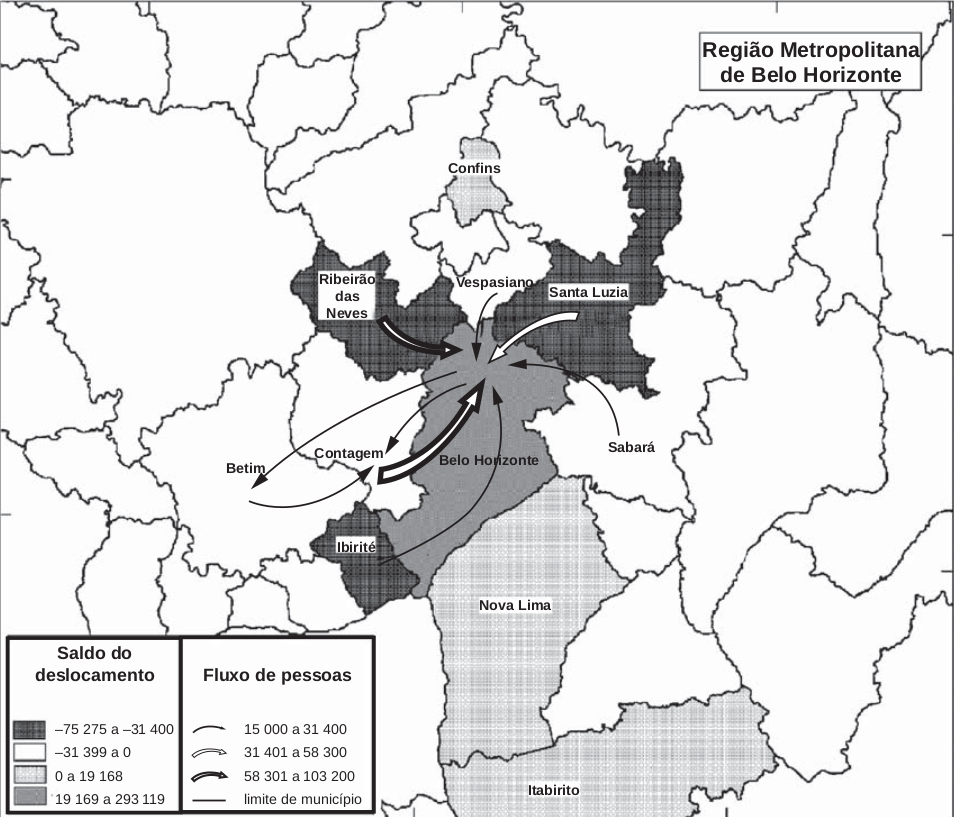 Região Metropolitana
de Belo Horizonte
Confins
Ribeirão
das
Neves
Vespasiano
Santa Luzia
Contagem
Sabará
Betim
Belo Horizonte
Ibirité
Nova Lima
Itabirito
Saldo do
deslocamento
–75 275 a –31 400
–31 399 a 0
0 a 19 168
19 169 a 293 119
Fluxo de pessoas
15 000 a 31 400
31 401 a 58 300
58 301 a 103 200
limite de município